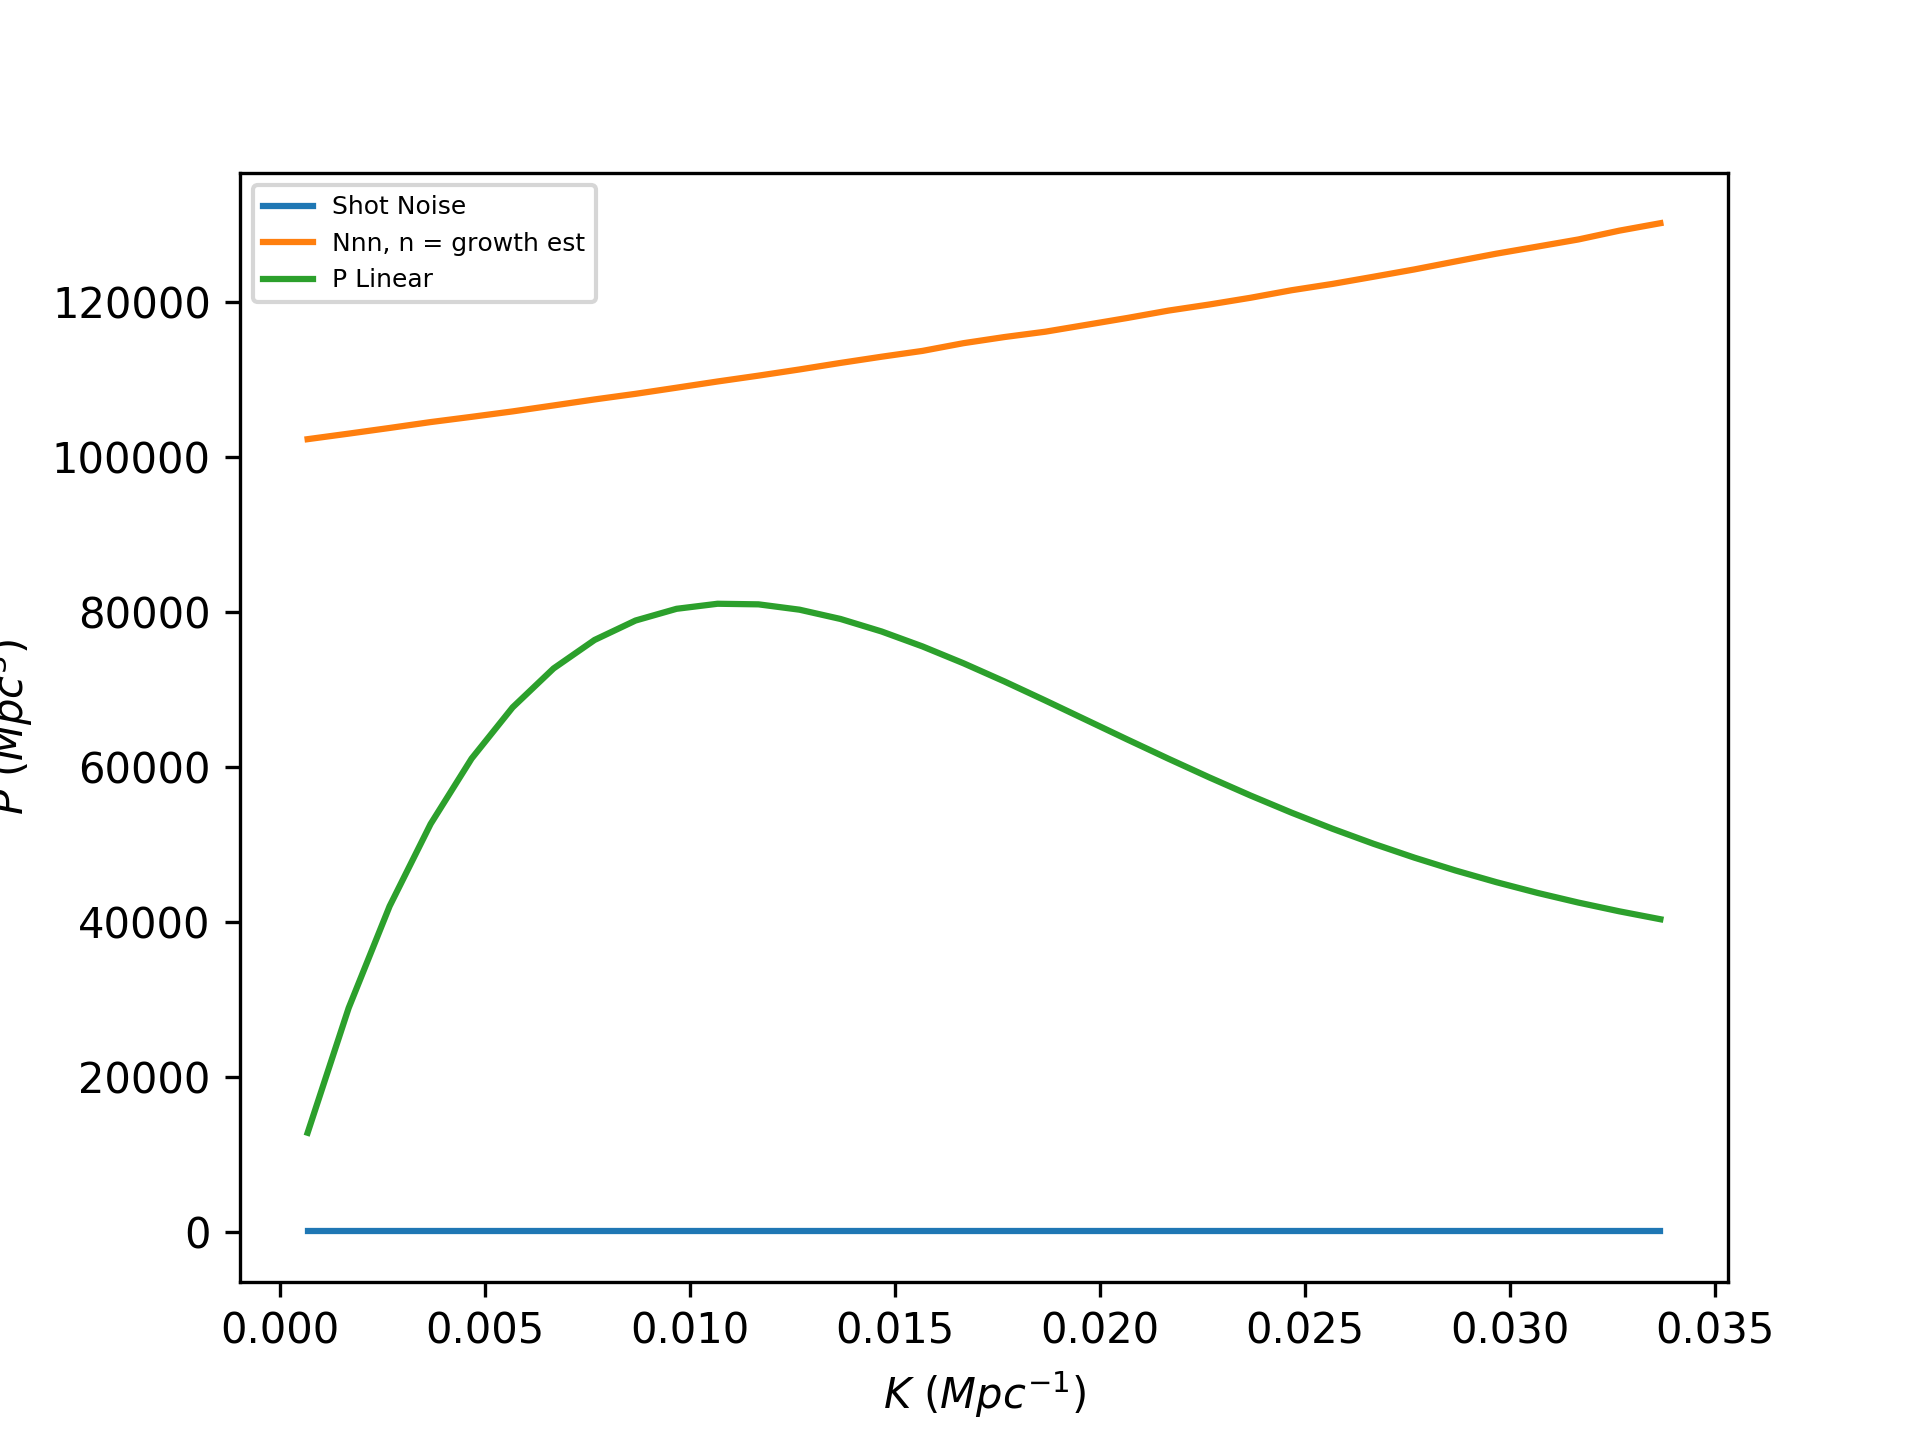 Shot Noise
Nnn, n = growth est
P Linear
120000
100000
80000
60000
40000
20000
0
P (Mpc³)
0.000 0.005 0.010 0.015 0.020 0.025 0.030 0.035
K (Mpc⁻¹)